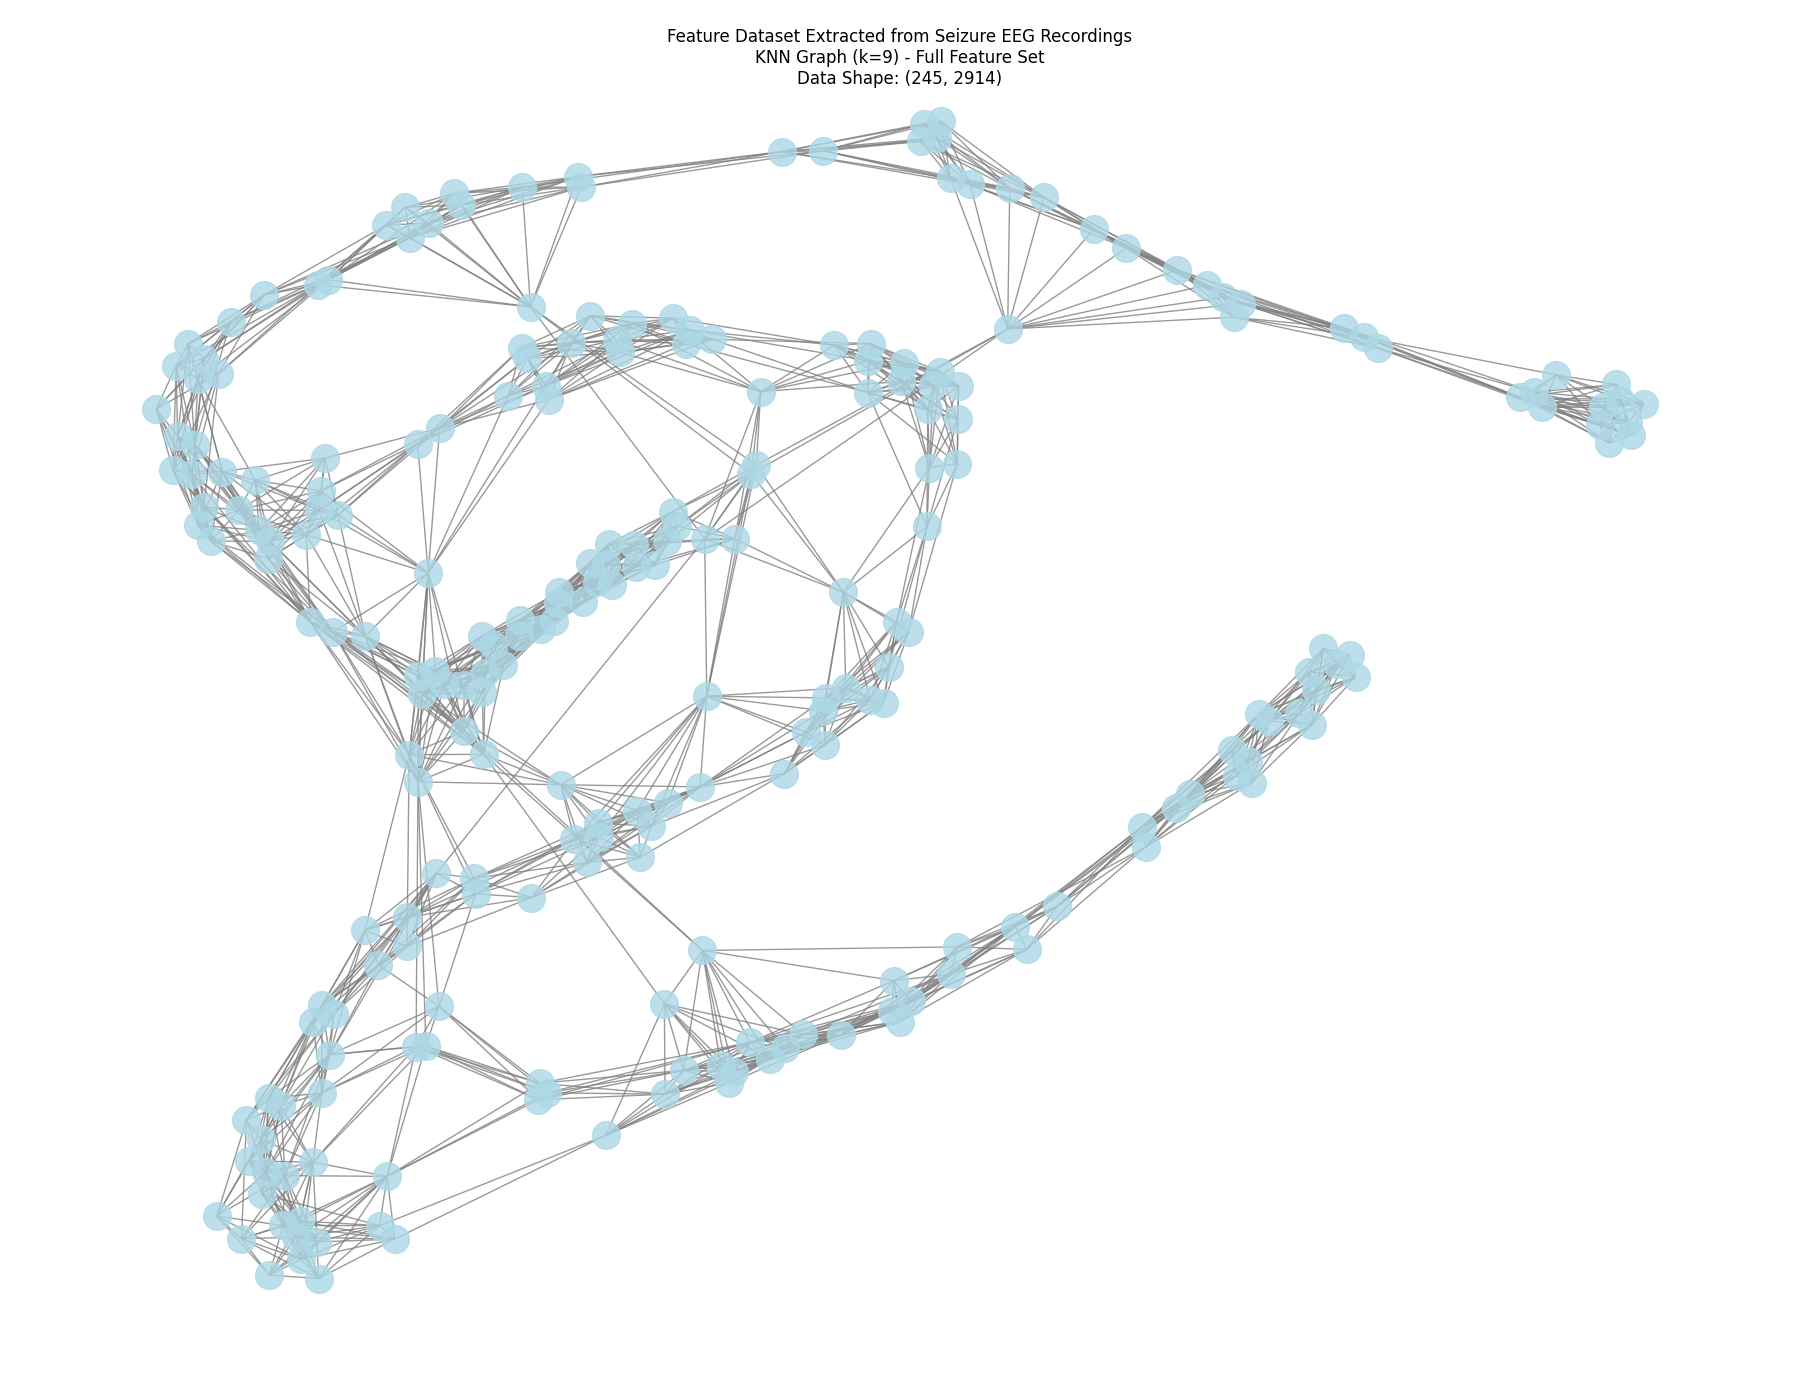 Feature Dataset Extracted from Seizure EEG Recordings
KNN Graph (k=9) - Full Feature Set
Data Shape: (245, 2914)